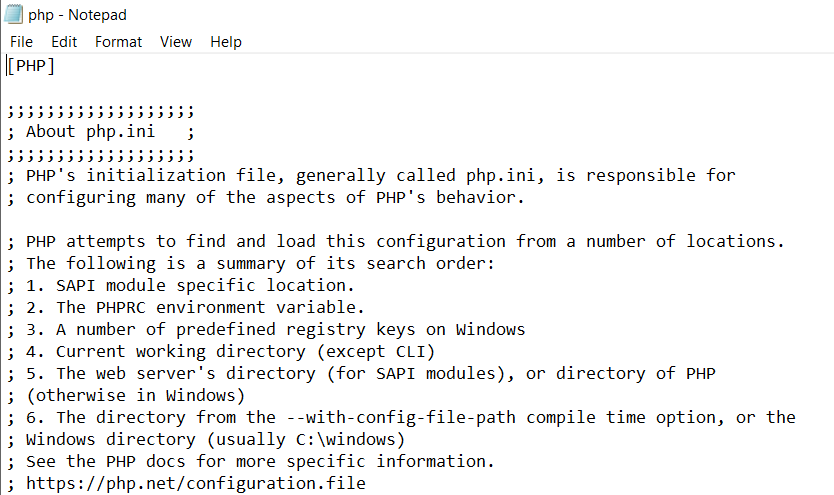 php - Notepad
File Edit Format View Help
[PHP]
;;;;;;;;;;;;;;;;;;;
; About php.ini   ;
;;;;;;;;;;;;;;;;;;;
; PHP's initialization file, generally called php.ini, is responsible for
; configuring many of the aspects of PHP's behavior.
; PHP attempts to find and load this configuration from a number of locations.
; The following is a summary of its search order:
; 1. SAPI module specific location.
; 2. The PHPRC environment variable.
; 3. A number of predefined registry keys on Windows
; 4. Current working directory (except CLI)
; 5. The web server's directory (for SAPI modules), or directory of PHP
; (otherwise in Windows)
; 6. The directory from the --with-config-file-path compile time option, or the
; Windows directory (usually C:\windows)
; See the PHP docs for more specific information.
; https://php.net/configuration.file